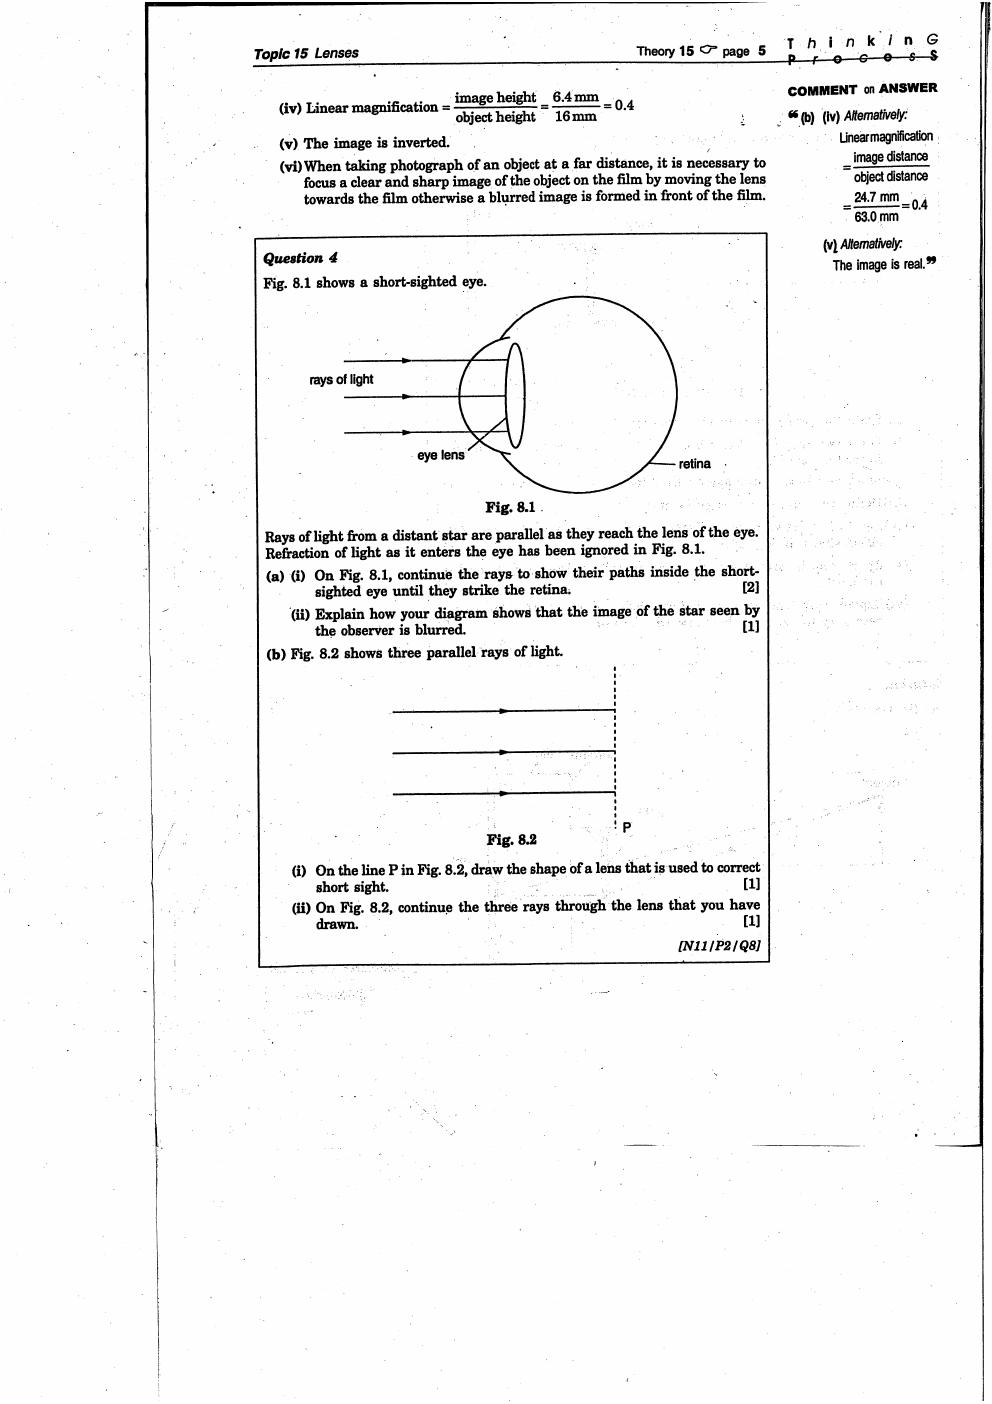 Topic 15 Lenses
Theory 15 ☞ page 5
T h i n k i n G
P r o c e s S
(iv) Linear magnification = image height / object height = 6.4 mm / 16 mm = 0.4
(v) The image is inverted.
(vi) When taking photograph of an object at a far distance, it is necessary to
focus a clear and sharp image of the object on the film by moving the lens
towards the film otherwise a blurred image is formed in front of the film.
COMMENT on ANSWER
“(b) (iv) Alternatively:
Linear magnification
= image distance / object distance
= 24.7 mm / 63.0 mm = 0.4
(v) Alternatively:
The image is real.”
Question 4
Fig. 8.1 shows a short-sighted eye.
rays of light
eye lens
retina
Fig. 8.1
Rays of light from a distant star are parallel as they reach the lens of the eye.
Refraction of light as it enters the eye has been ignored in Fig. 8.1.
(a) (i) On Fig. 8.1, continue the rays to show their paths inside the short-
sighted eye until they strike the retina. [2]
(ii) Explain how your diagram shows that the image of the star seen by
the observer is blurred. [1]
(b) Fig. 8.2 shows three parallel rays of light.
P
Fig. 8.2
(i) On the line P in Fig. 8.2, draw the shape of a lens that is used to correct
short sight. [1]
(ii) On Fig. 8.2, continue the three rays through the lens that you have
drawn. [1]
[N11/P2/Q8]